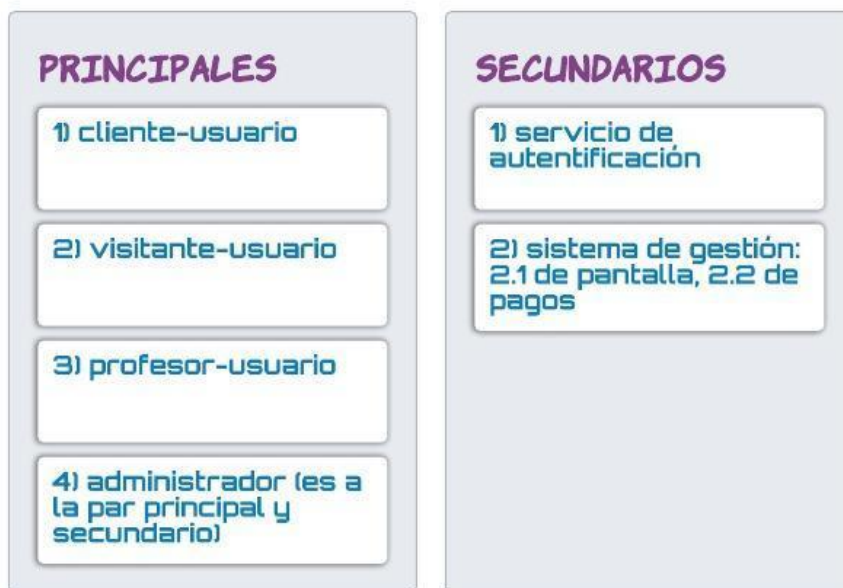 PRINCIPALES
1) cliente-usuario
2) visitante-usuario
3) profesor-usuario
4) administrador (es a
la par principal y
secundario)
SECUNDARIOS
1) servicio de
autentificación
2) sistema de gestión:
2.1 de pantalla, 2.2 de
pagos